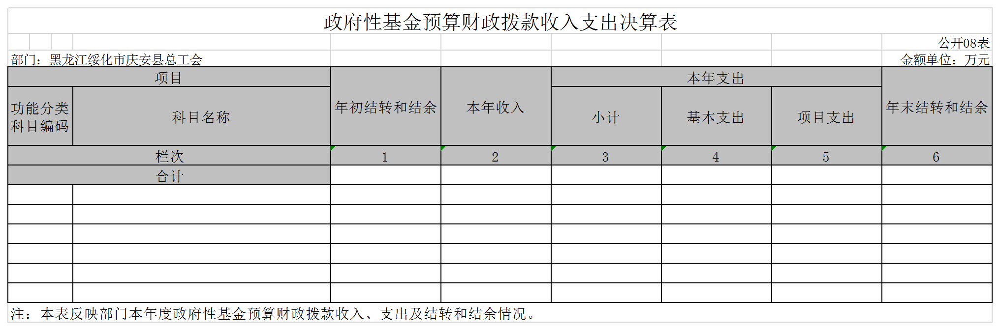 政府性基金预算财政拨款收入支出决算表
公开08表
部门：黑龙江绥化市庆安县总工会
金额单位：万元
项目
年初结转和结余
本年收入
本年支出
年末结转和结余
功能分类
科目编码
科目名称
小计
基本支出
项目支出
栏次
1
2
3
4
5
6
合计
注：本表反映部门本年度政府性基金预算财政拨款收入、支出及结转和结余情况。